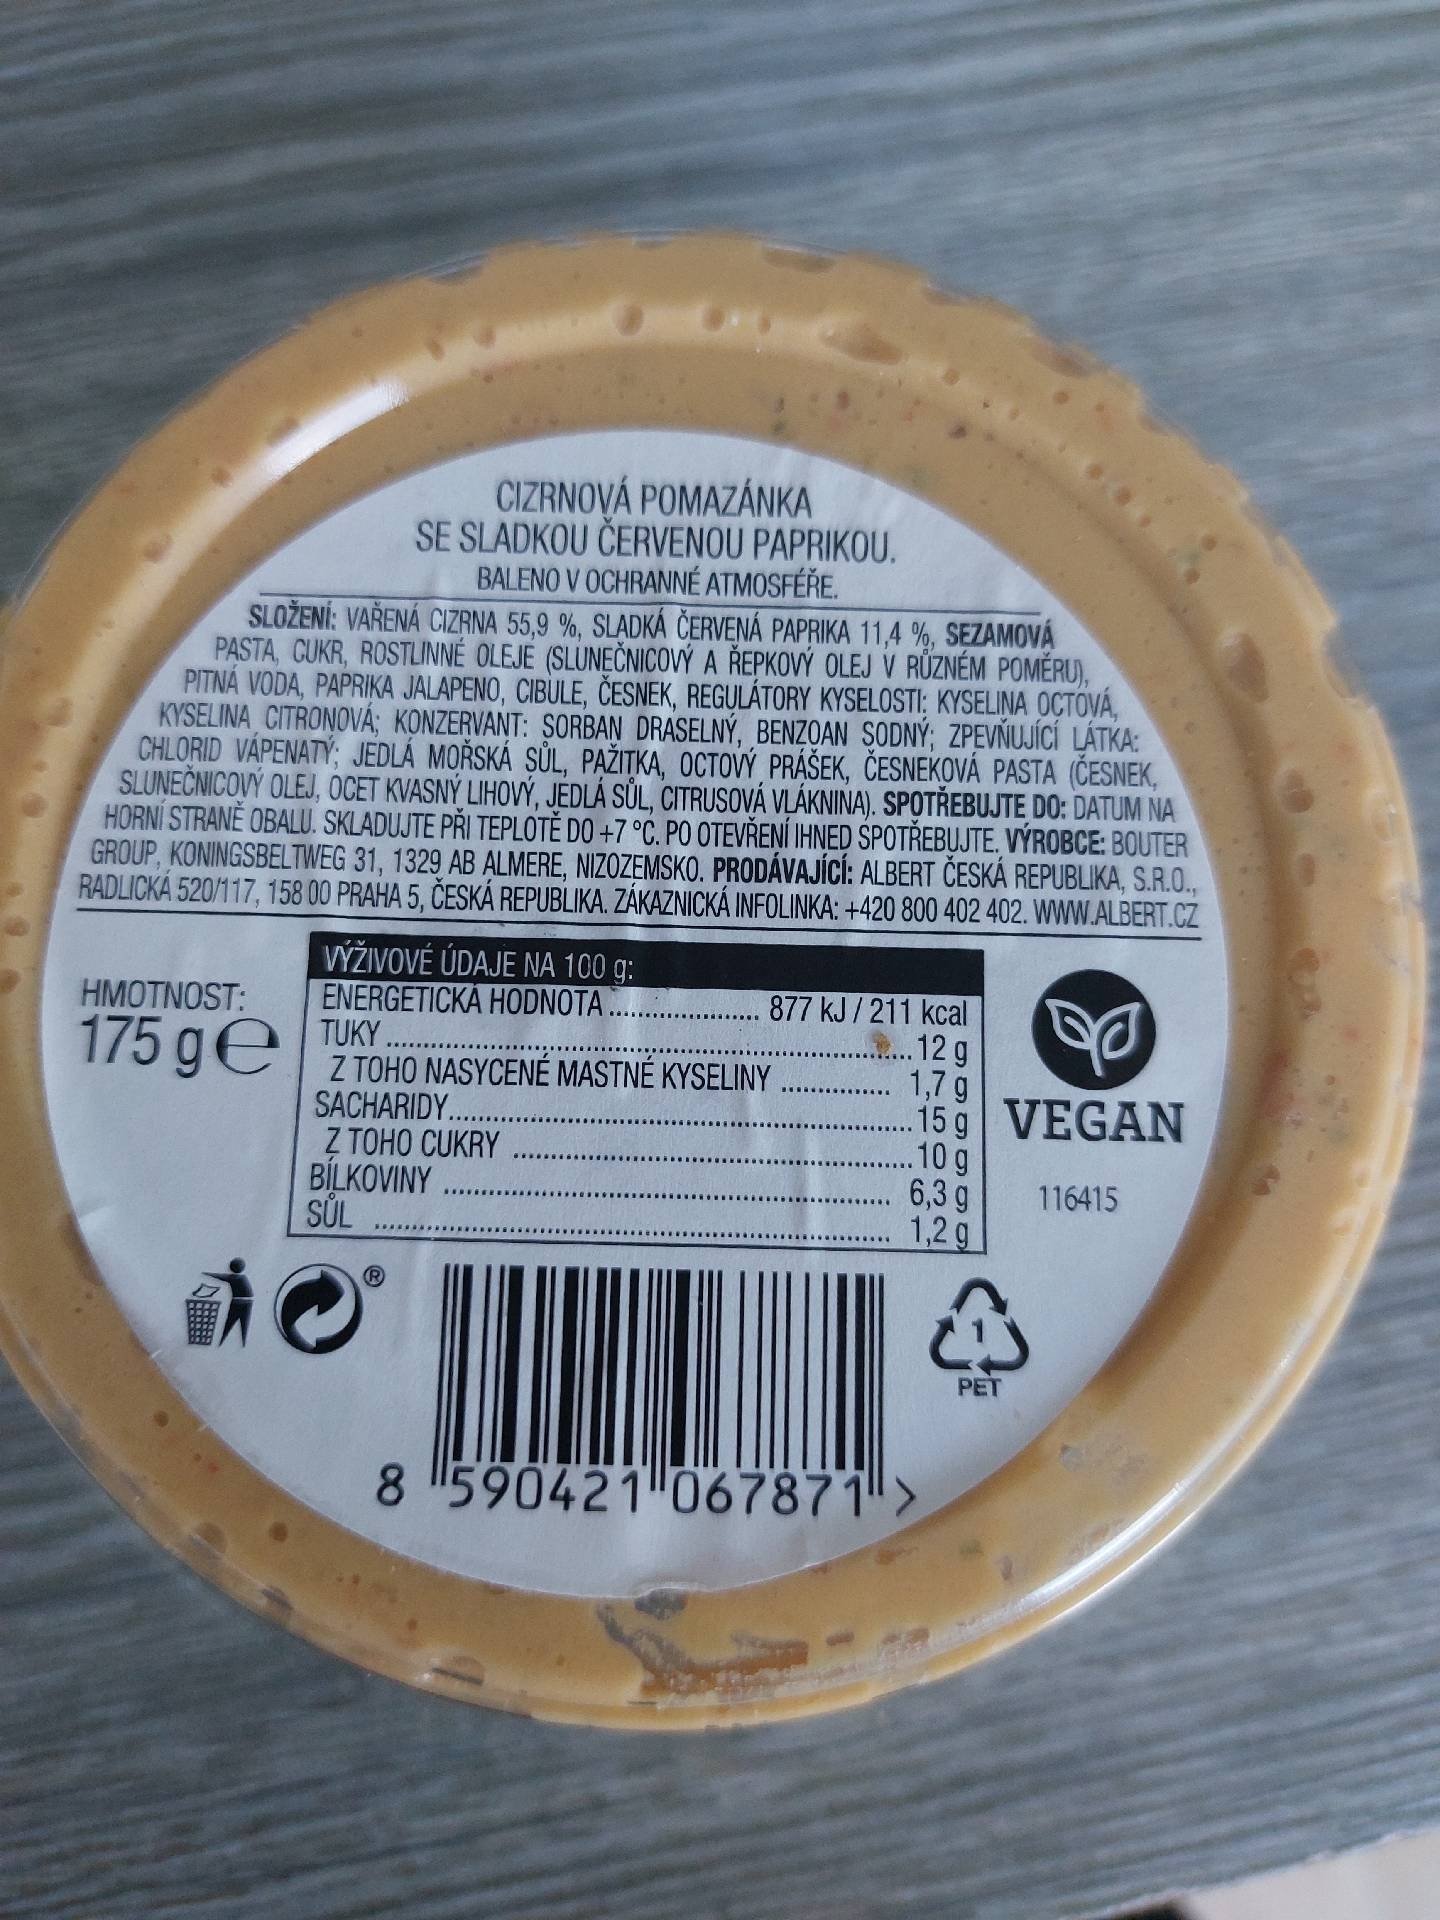 CIZRNOVÁ POMAZÁNKA
SE SLADKOU ČERVENOU PAPRIKOU.
BALENO V OCHRANNÉ ATMOSFÉŘE.
SLOŽENÍ: VAŘENÁ CIZRNA 55,9 %, SLADKÁ ČERVENÁ PAPRIKA 11,4 %, SEZAMOVÁ
PASTA, CUKR, ROSTLINNÉ OLEJE (SLUNEČNICOVÝ A ŘEPKOVÝ OLEJ V RŮZNÉM POMĚRU),
PITNÁ VODA, PAPRIKA JALAPENO, CIBULE, ČESNEK, REGULÁTORY KYSELOSTI: KYSELINA OCTOVÁ,
KYSELINA CITRONOVÁ; KONZERVANT: SORBAN DRASELNÝ, BENZOAN SODNÝ; ZPEVŇUJÍCÍ LÁTKA:
CHLORID VÁPENATÝ; JEDLÁ MOŘSKÁ SŮL, PAŽITKA, OCTOVÝ PRÁŠEK, ČESNEKOVÁ PASTA (ČESNEK,
SLUNEČNICOVÝ OLEJ, OCET KVASNÝ LIHOVÝ, JEDLÁ SŮL, CITRUSOVÁ VLÁKNINA). SPOTŘEBUJTE DO: DATUM NA
HORNÍ STRANĚ OBALU. SKLADUJTE PŘI TEPLOTĚ DO +7 °C. PO OTEVŘENÍ IHNED SPOTŘEBUJTE. VÝROBCE: BOUTER
GROUP, KONINGSBELTWEG 31, 1329 AB ALMERE, NIZOZEMSKO. PRODÁVAJÍCÍ: ALBERT ČESKÁ REPUBLIKA, S.R.O.,
RADLICKÁ 520/117, 158 00 PRAHA 5, ČESKÁ REPUBLIKA. ZÁKAZNICKÁ INFOLINKA: +420 800 402 402. WWW.ALBERT.CZ
HMOTNOST:
175 g e
VÝŽIVOVÉ ÚDAJE NA 100 g:
ENERGETICKÁ HODNOTA .................... 877 kJ / 211 kcal
TUKY .................... 12 g
Z TOHO NASYCENÉ MASTNÉ KYSELINY ............... 1,7 g
SACHARIDY.................... 15 g
Z TOHO CUKRY .................... 10 g
BÍLKOVINY .................... 6,3 g
SŮL .................... 1,2 g
VEGAN
116415
®
1
PET
8 590421 067871 >